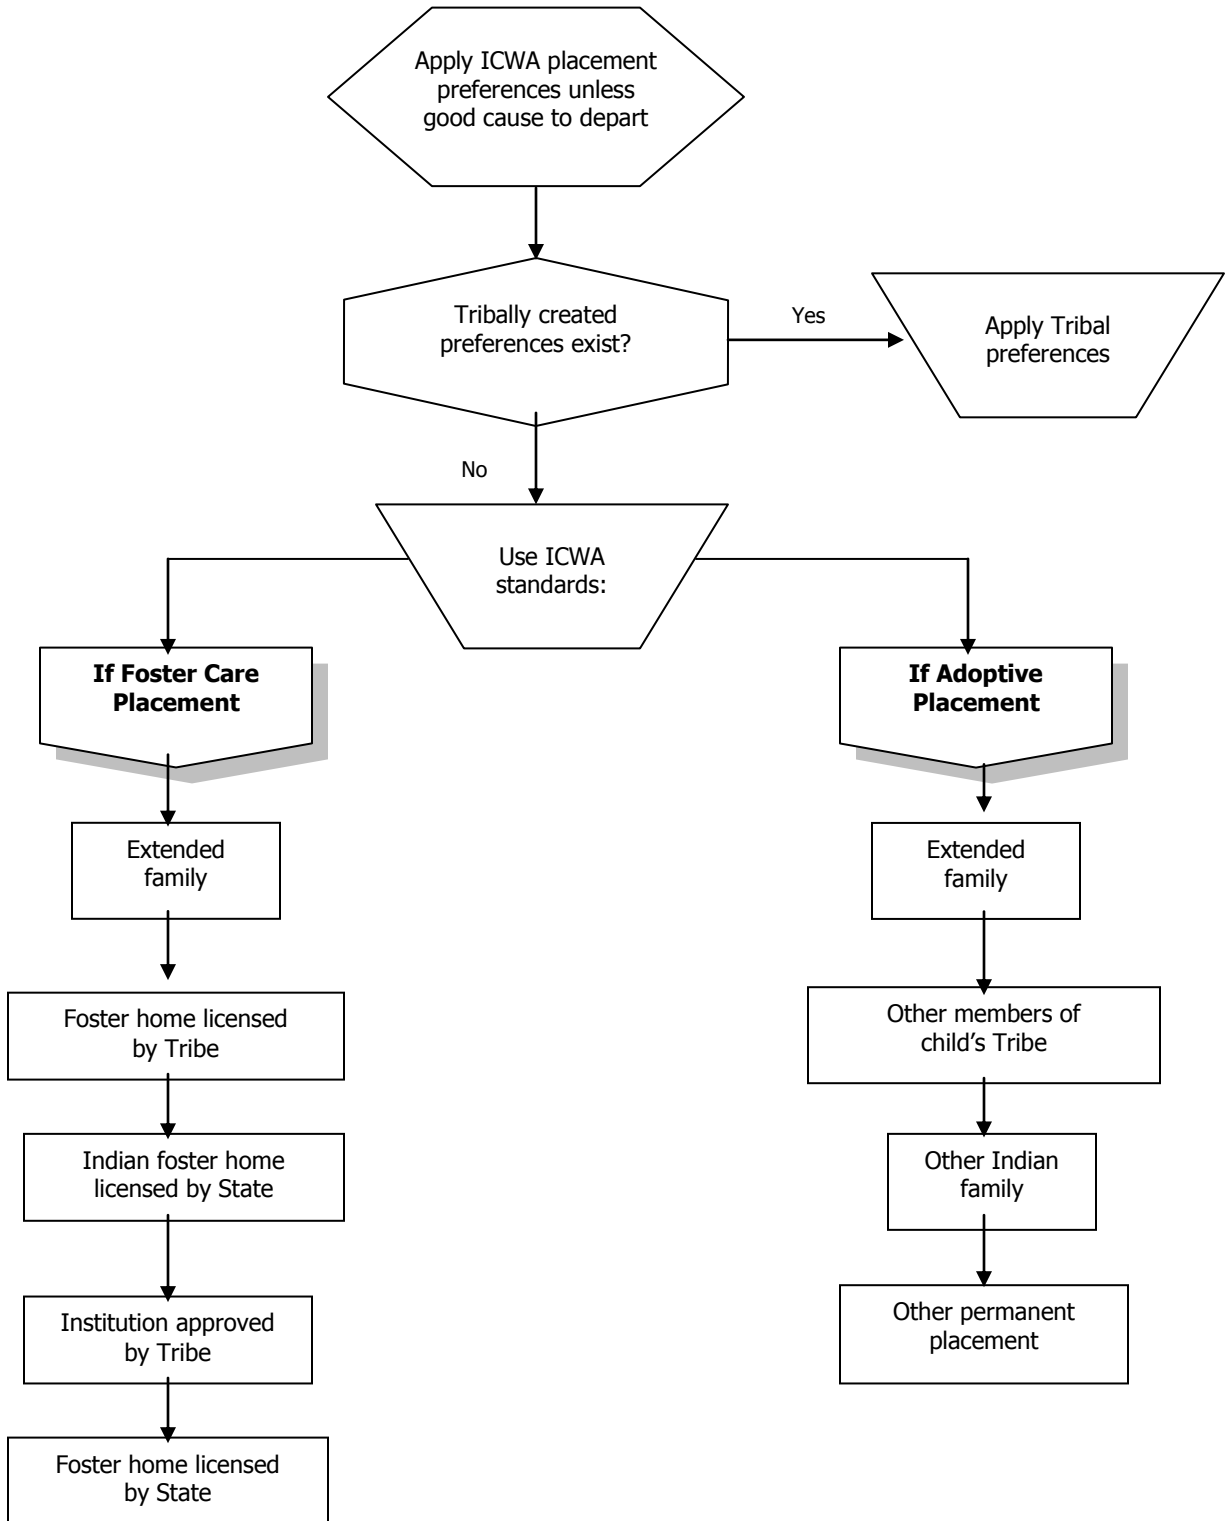 Apply ICWA placement
preferences unless
good cause to depart
Tribally created
preferences exist?
Yes
Apply Tribal
preferences
No
Use ICWA
standards:
If Foster Care
Placement
If Adoptive
Placement
Extended
family
Extended
family
Foster home licensed
by Tribe
Other members of
child's Tribe
Indian foster home
licensed by State
Other Indian
family
Institution approved
by Tribe
Other permanent
placement
Foster home licensed
by State